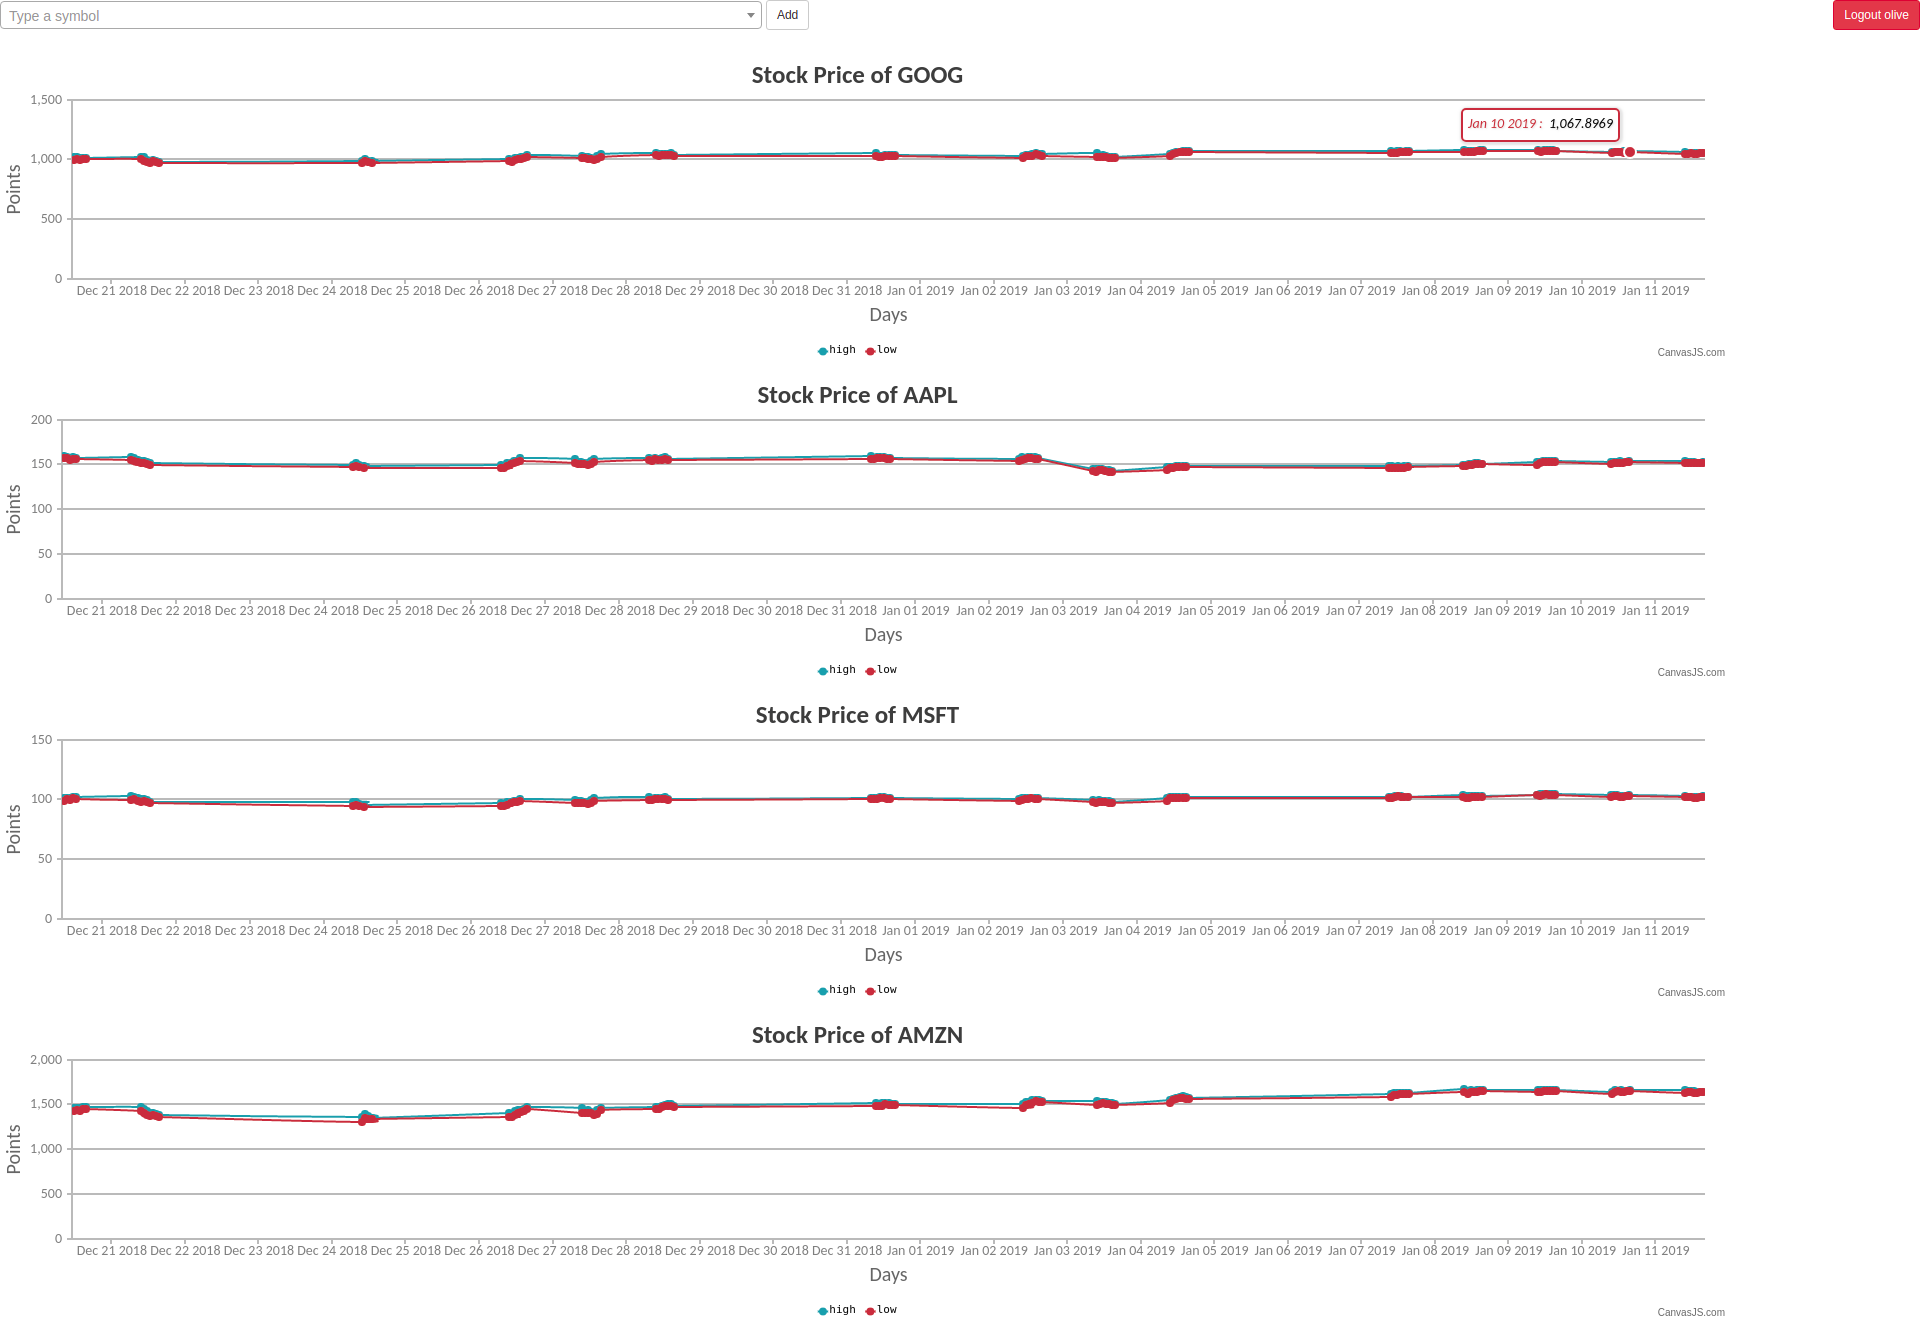 Type a symbol Add Logout olive
Stock Price of GOOG
1,500
Jan 10 2019 : 1,067.8969
1,000
Points
500
0
Dec 21 2018 Dec 22 2018 Dec 23 2018 Dec 24 2018 Dec 25 2018 Dec 26 2018 Dec 27 2018 Dec 28 2018 Dec 29 2018 Dec 30 2018 Dec 31 2018 Jan 01 2019 Jan 02 2019 Jan 03 2019 Jan 04 2019 Jan 05 2019 Jan 06 2019 Jan 07 2019 Jan 08 2019 Jan 09 2019 Jan 10 2019 Jan 11 2019
Days
high low
CanvasJS.com
Stock Price of AAPL
200
150
Points
100
50
0
Dec 21 2018 Dec 22 2018 Dec 23 2018 Dec 24 2018 Dec 25 2018 Dec 26 2018 Dec 27 2018 Dec 28 2018 Dec 29 2018 Dec 30 2018 Dec 31 2018 Jan 01 2019 Jan 02 2019 Jan 03 2019 Jan 04 2019 Jan 05 2019 Jan 06 2019 Jan 07 2019 Jan 08 2019 Jan 09 2019 Jan 10 2019 Jan 11 2019
Days
high low
CanvasJS.com
Stock Price of MSFT
150
100
Points
50
0
Dec 21 2018 Dec 22 2018 Dec 23 2018 Dec 24 2018 Dec 25 2018 Dec 26 2018 Dec 27 2018 Dec 28 2018 Dec 29 2018 Dec 30 2018 Dec 31 2018 Jan 01 2019 Jan 02 2019 Jan 03 2019 Jan 04 2019 Jan 05 2019 Jan 06 2019 Jan 07 2019 Jan 08 2019 Jan 09 2019 Jan 10 2019 Jan 11 2019
Days
high low
CanvasJS.com
Stock Price of AMZN
2,000
1,500
Points
1,000
500
0
Dec 21 2018 Dec 22 2018 Dec 23 2018 Dec 24 2018 Dec 25 2018 Dec 26 2018 Dec 27 2018 Dec 28 2018 Dec 29 2018 Dec 30 2018 Dec 31 2018 Jan 01 2019 Jan 02 2019 Jan 03 2019 Jan 04 2019 Jan 05 2019 Jan 06 2019 Jan 07 2019 Jan 08 2019 Jan 09 2019 Jan 10 2019 Jan 11 2019
Days
high low
CanvasJS.com